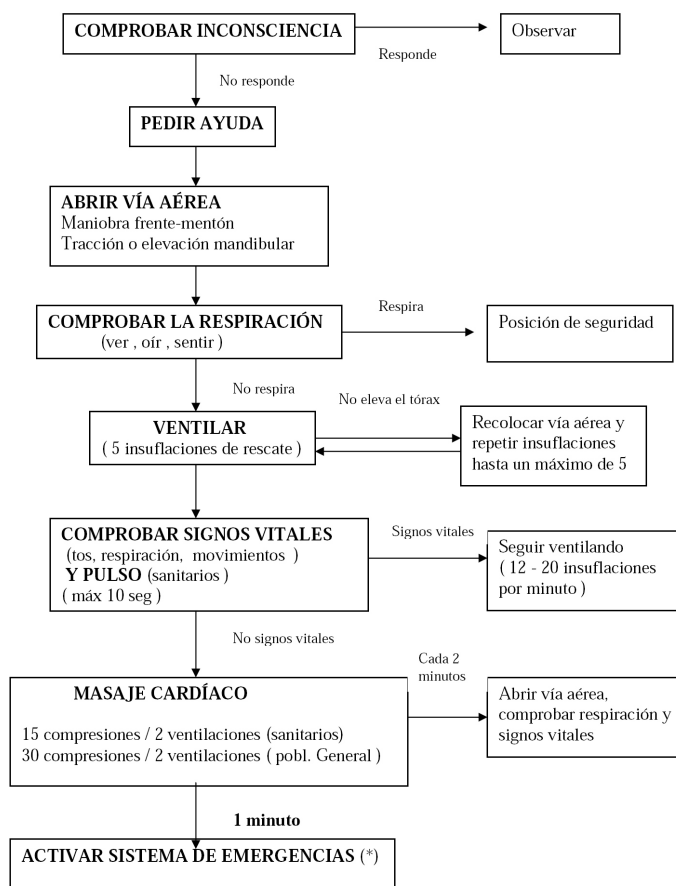 COMPROBAR INCONSCIENCIA
Responde
Observar
No responde
PEDIR AYUDA
ABRIR VÍA AÉREA
Maniobra frente-mentón
Tracción o elevación mandibular
COMPROBAR LA RESPIRACIÓN
(ver , oír , sentir )
Respira
Posición de seguridad
No respira
VENTILAR
( 5 insuflaciones de rescate )
No eleva el tórax
Recolocar vía aérea y
repetir insuflaciones
hasta un máximo de 5
COMPROBAR SIGNOS VITALES
(tos, respiración, movimientos )
Y PULSO (sanitarios )
( máx 10 seg )
Signos vitales
Seguir ventilando
( 12 - 20 insuflaciones
por minuto )
No signos vitales
MASAJE CARDÍACO
15 compresiones / 2 ventilaciones (sanitarios)
30 compresiones / 2 ventilaciones ( pobl. General )
Cada 2
minutos
Abrir vía aérea,
comprobar respiración y
signos vitales
1 minuto
ACTIVAR SISTEMA DE EMERGENCIAS (*)